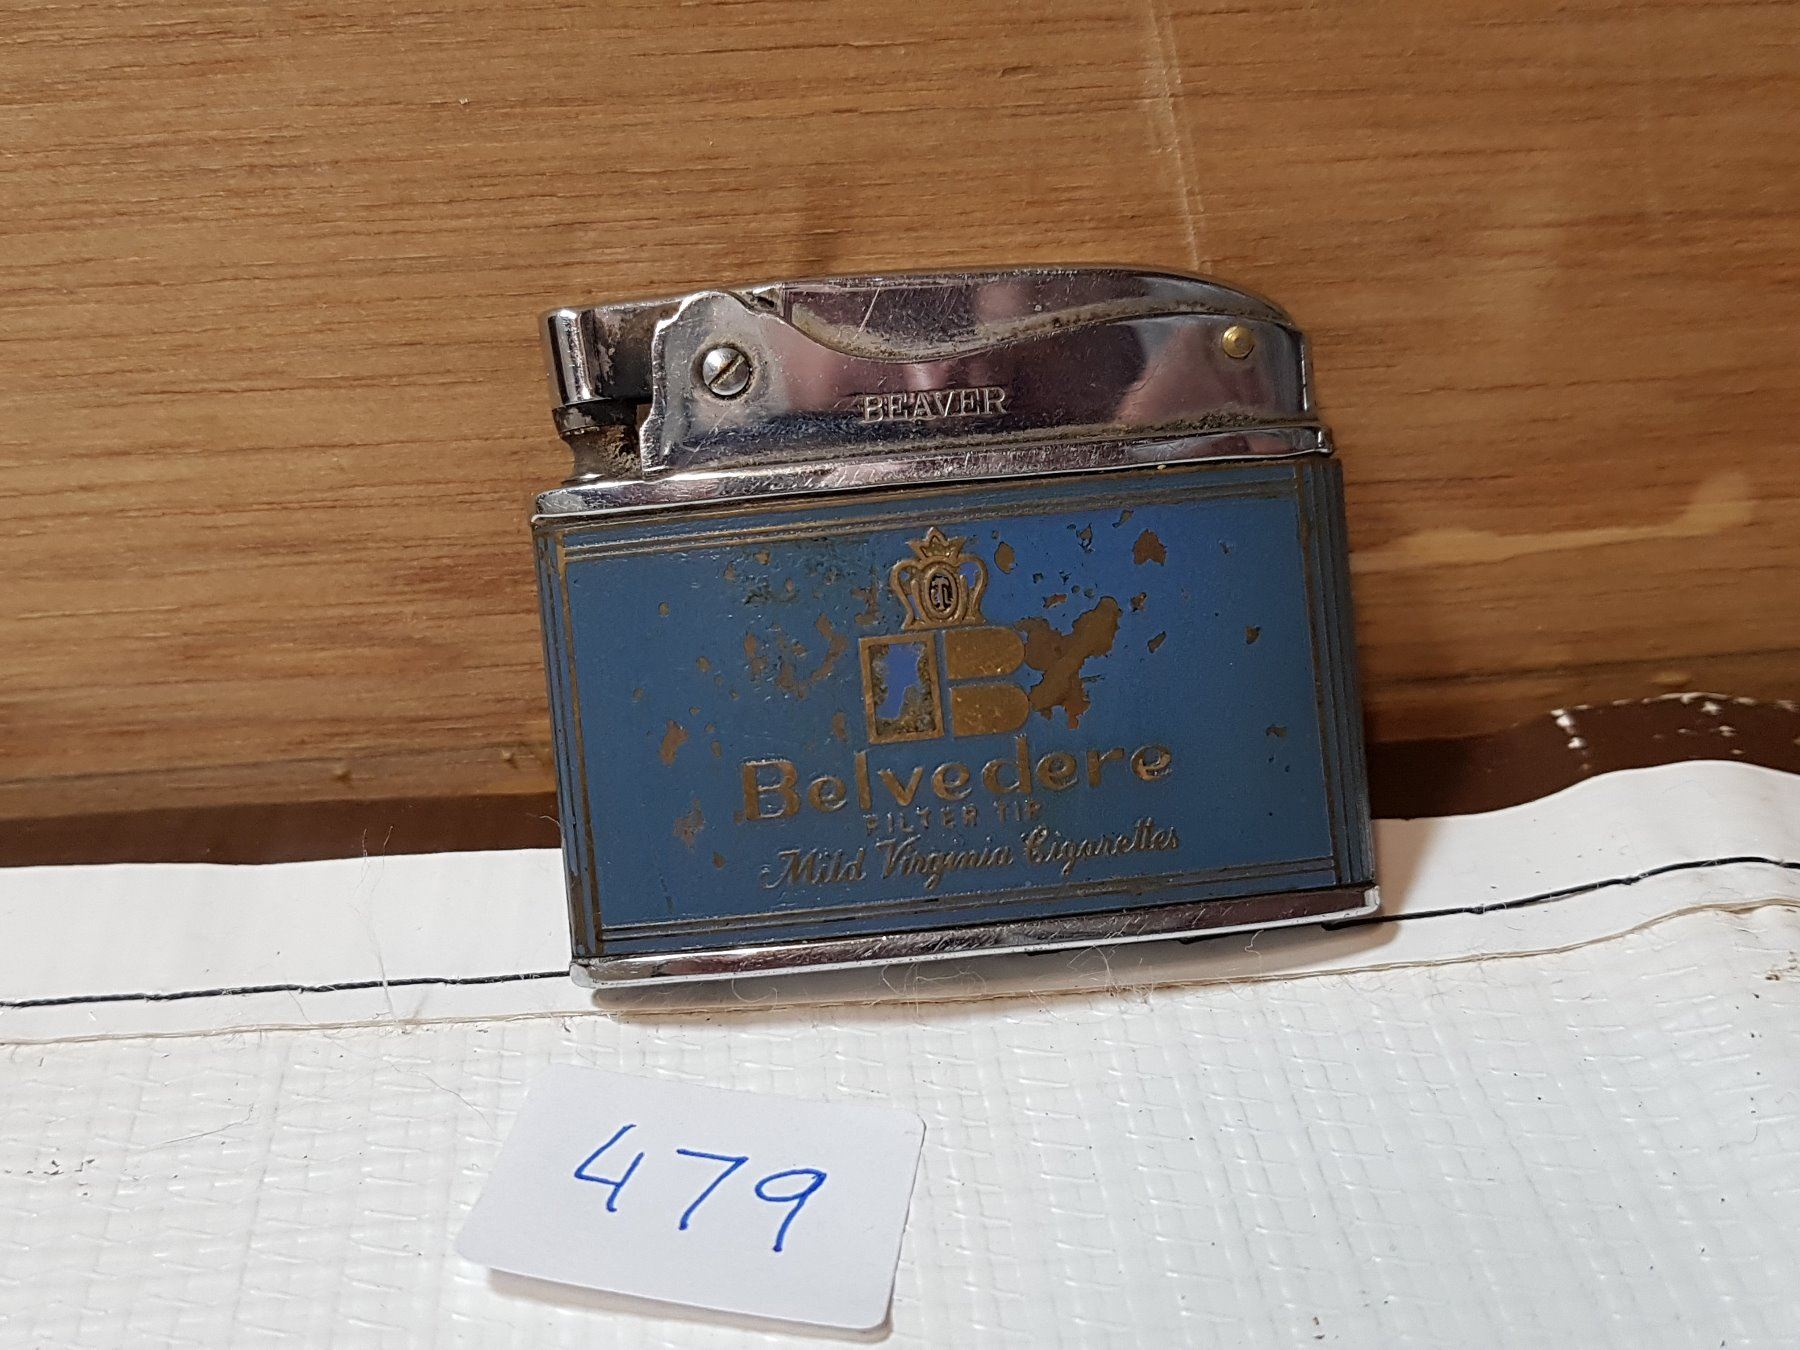 BEAVER
B
Belvedere
FILTER TIP
Mild Virginia Cigarettes
479